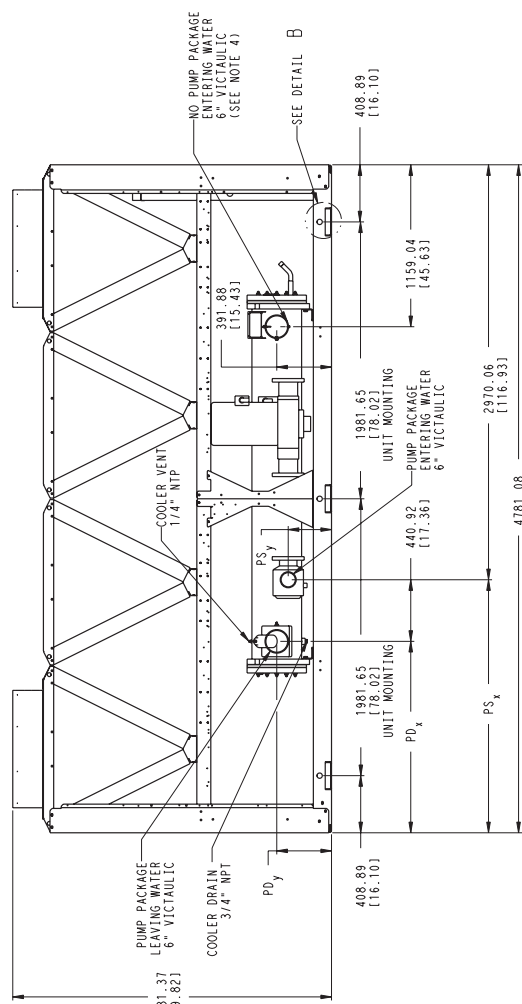 NO PUMP PACKAGE
ENTERING WATER
6" VICTAULIC
(SEE NOTE 4)
SEE DETAIL B
408.89
[16.10]
391.88
[15.43]
1159.04
[45.63]
COOLER VENT
1/4" NTP
PS y
1981.65
[78.02]
UNIT MOUNTING
PUMP PACKAGE
ENTERING WATER
6" VICTAULIC
2970.06
[116.93]
440.92
[17.36]
4781.08
1981.65
[78.02]
UNIT MOUNTING
PD x
PS x
PUMP PACKAGE
LEAVING WATER
6" VICTAULIC
COOLER DRAIN
3/4" NPT
PD y
408.89
[16.10]
31.37
9.82]